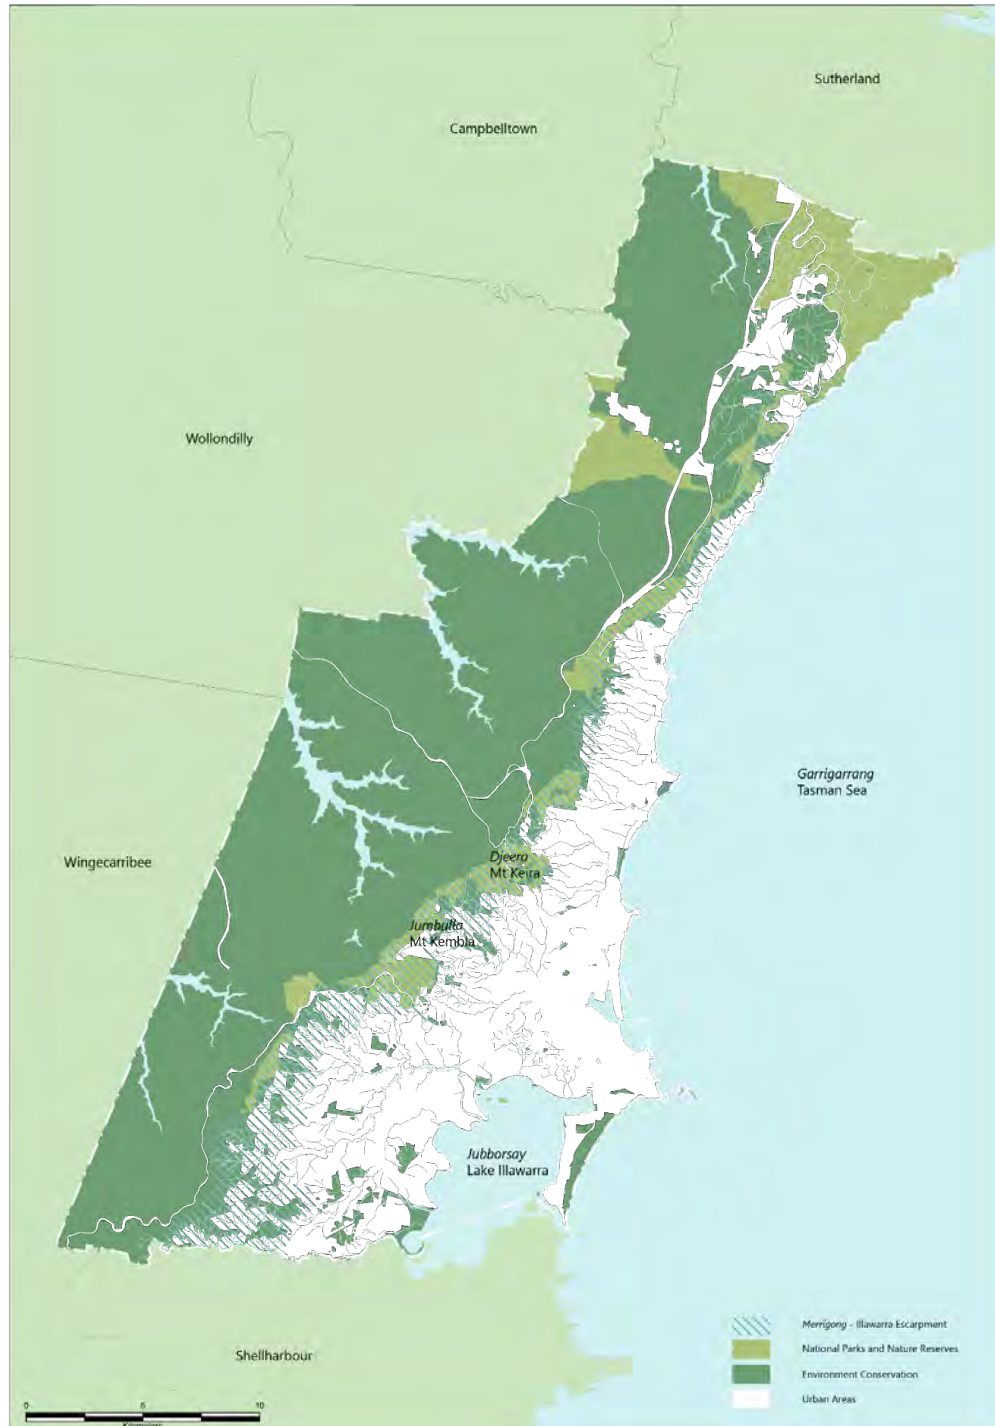 Sutherland
Campbelltown
Wollondilly
Garrigarrang
Tasman Sea
Wingecarribee
Djeera
Mt Keira
Jumbulla
Mt Kembla
Jubborsay
Lake Illawarra
Merrigong - Illawarra Escarpment
National Parks and Nature Reserves
Environment Conservation
Urban Areas
Shellharbour
0 5 10
Kilometers